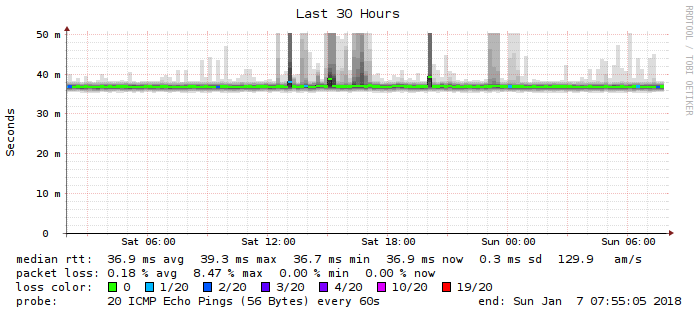 Last 30 Hours
RRDTOOL / TOBI OETIKER
50 m
40 m
30 m
20 m
10 m
0
Seconds
Sat 06:00 Sat 12:00 Sat 18:00 Sun 00:00 Sun 06:00
median rtt: 36.9 ms avg 39.3 ms max 36.7 ms min 36.9 ms now 0.3 ms sd 129.9 am/s
packet loss: 0.18 % avg 8.47 % max 0.00 % min 0.00 % now
loss color: 0 1/20 2/20 3/20 4/20 10/20 19/20
probe: 20 ICMP Echo Pings (56 Bytes) every 60s end: Sun Jan 7 07:55:05 2018